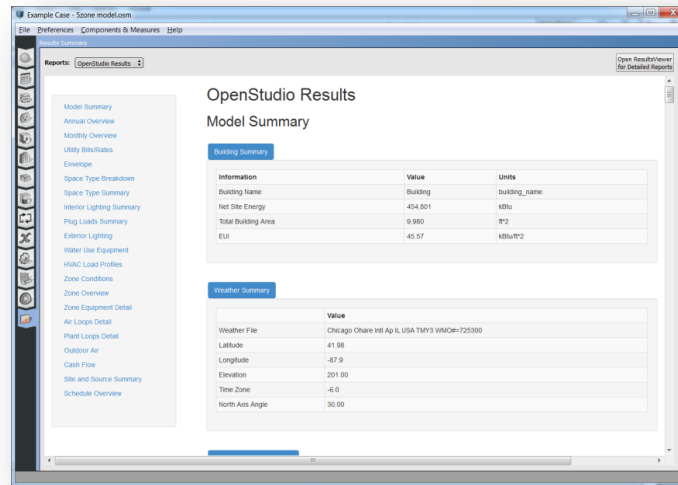 Example Case - 5zone model.osm
File Preferences Components & Measures Help
Results Summary
Reports: OpenStudio Results
Open ResultsViewer
for Detailed Reports
Model Summary
Annual Overview
Monthly Overview
Utility Bills/Rates
Envelope
Space Type Breakdown
Space Type Summary
Interior Lighting Summary
Plug Loads Summary
Exterior Lighting
Water Use Equipment
HVAC Load Profiles
Zone Conditions
Zone Overview
Zone Equipment Detail
Air Loops Detail
Plant Loops Detail
Outdoor Air
Cash Flow
Site and Source Summary
Schedule Overview
OpenStudio Results
Model Summary
Building Summary
Information Value Units
Building Name Building building_name
Net Site Energy 454,801 kBtu
Total Building Area 9,980 ft^2
EUI 45.57 kBtu/ft^2
Weather Summary
Value
Weather File Chicago Ohare Intl Ap IL USA TMY3 WMO#=725300
Latitude 41.98
Longitude -87.9
Elevation 201.00
Time Zone -6.0
North Axis Angle 30.00